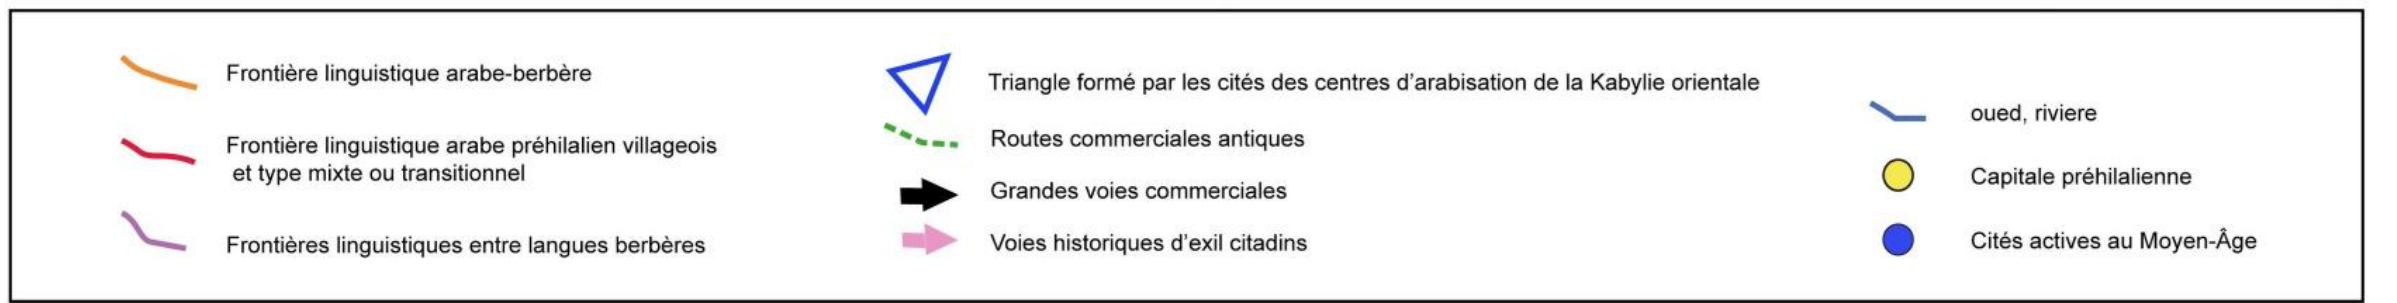 Frontière linguistique arabe-berbère
Frontière linguistique arabe préhilalien villageois
et type mixte ou transitionnel
Frontières linguistiques entre langues berbères
Triangle formé par les cités des centres d'arabisation de la Kabylie orientale
Routes commerciales antiques
Grandes voies commerciales
Voies historiques d'exil citadins
oued, riviere
Capitale préhilalienne
Cités actives au Moyen-Âge